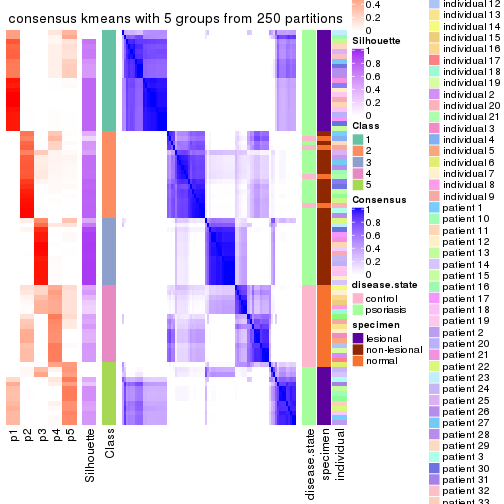 consensus kmeans with 5 groups from 250 partitions
p1
p2
p3
p4
p5
Silhouette
Class
disease.state
specimen
individual
0.4
0.2
0
Silhouette
1
0.8
0.6
0.4
0.2
0
Class
1
2
3
4
5
Consensus
1
0.8
0.6
0.4
0.2
0
disease.state
control
psoriasis
specimen
lesional
non-lesional
normal
individual 12
individual 13
individual 14
individual 15
individual 16
individual 17
individual 18
individual 19
individual 2
individual 20
individual 21
individual 3
individual 4
individual 5
individual 6
individual 7
individual 8
individual 9
patient 1
patient 10
patient 11
patient 12
patient 13
patient 14
patient 15
patient 16
patient 17
patient 18
patient 19
patient 2
patient 20
patient 21
patient 22
patient 23
patient 24
patient 25
patient 26
patient 27
patient 28
patient 29
patient 3
patient 30
patient 31
patient 32
patient 33